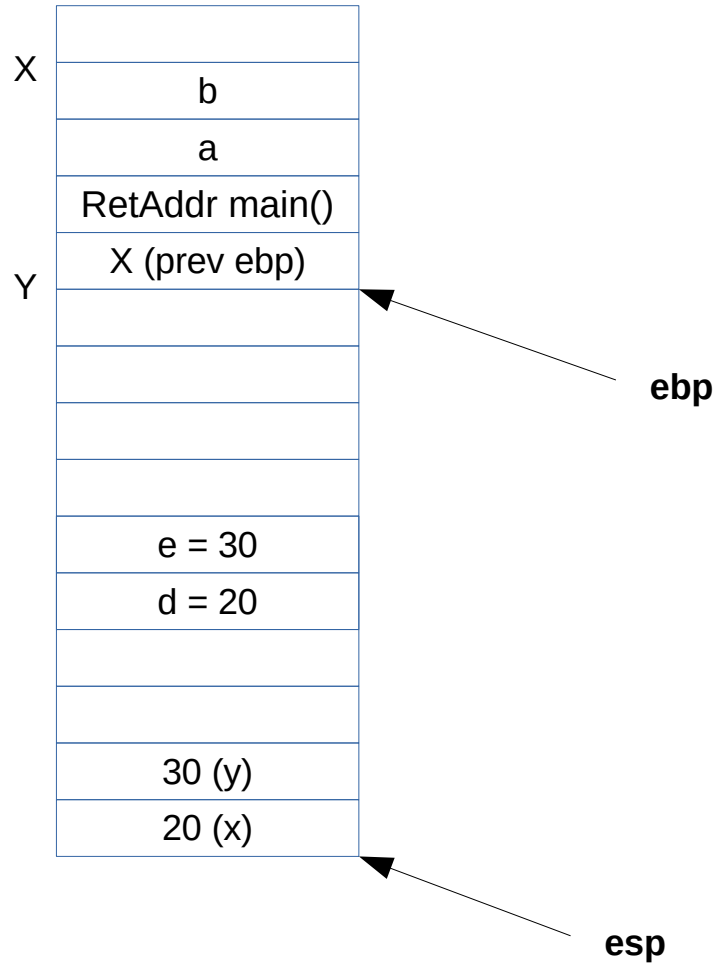 X
b
a
RetAddr main()
X (prev ebp)
Y
ebp
e = 30
d = 20
30 (y)
20 (x)
esp